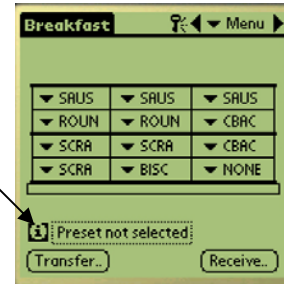 Breakfast Menu
SAUS SAUS SAUS
ROUN ROUN CBAC
SCRA SCRA CBAC
SCRA BISC NONE
Preset not selected
Transfer.. Receive..